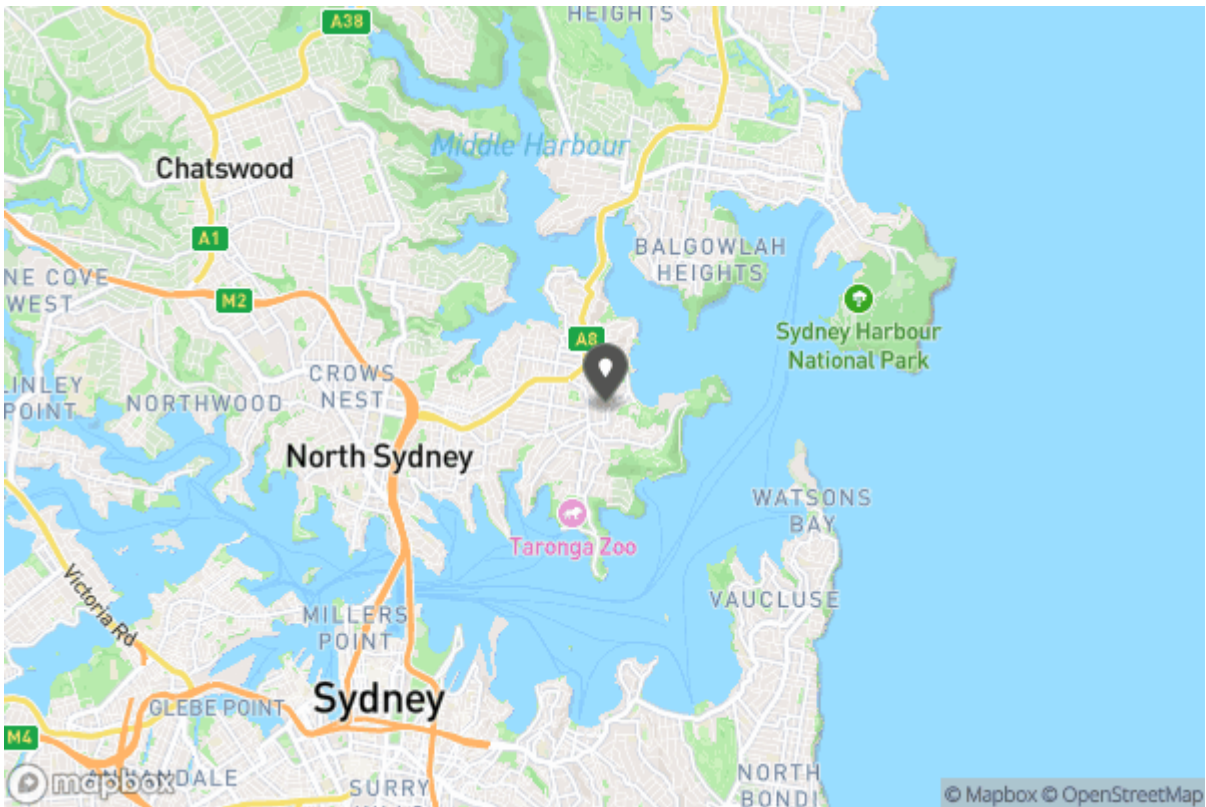 HEIGHTS
A38
Middle Harbour
Chatswood
A1
BALGOWLAH
HEIGHTS
NE COVE
WEST
M2
Sydney Harbour
National Park
A8
CROWS
NEST
LINLEY
POINT
NORTHWOOD
North Sydney
WATSONS
BAY
Taronga Zoo
Victoria Rd
VAUCLUSE
MILLERS
POINT
Sydney
GLEBE POINT
M4
ANNANDALE
mapbox
SURRY
NORTH
BONDI
© Mapbox © OpenStreetMap